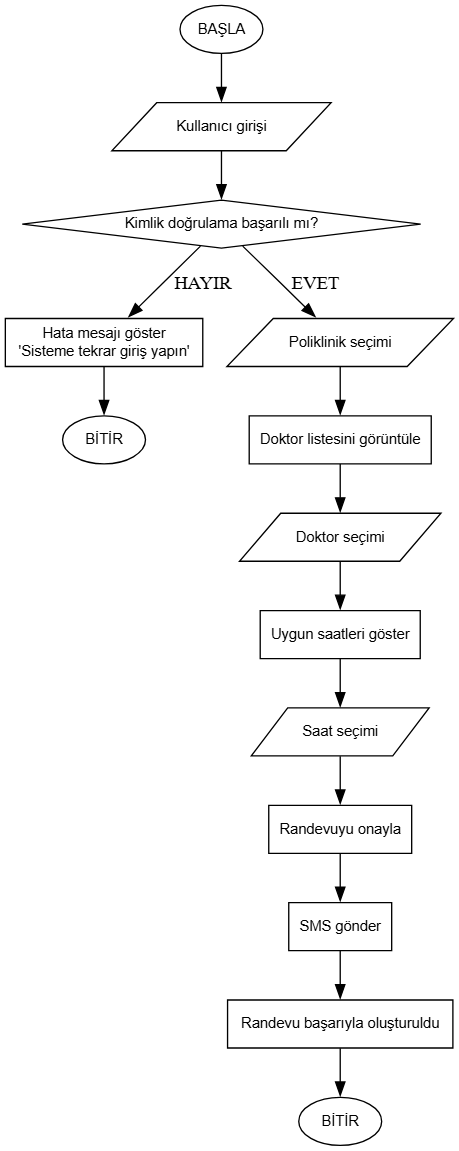 BAŞLA
Kullanıcı girişi
Kimlik doğrulama başarılı mı?
HAYIR
EVET
Hata mesajı göster
'Sisteme tekrar giriş yapın'
BİTİR
Poliklinik seçimi
Doktor listesini görüntüle
Doktor seçimi
Uygun saatleri göster
Saat seçimi
Randevuyu onayla
SMS gönder
Randevu başarıyla oluşturuldu
BİTİR